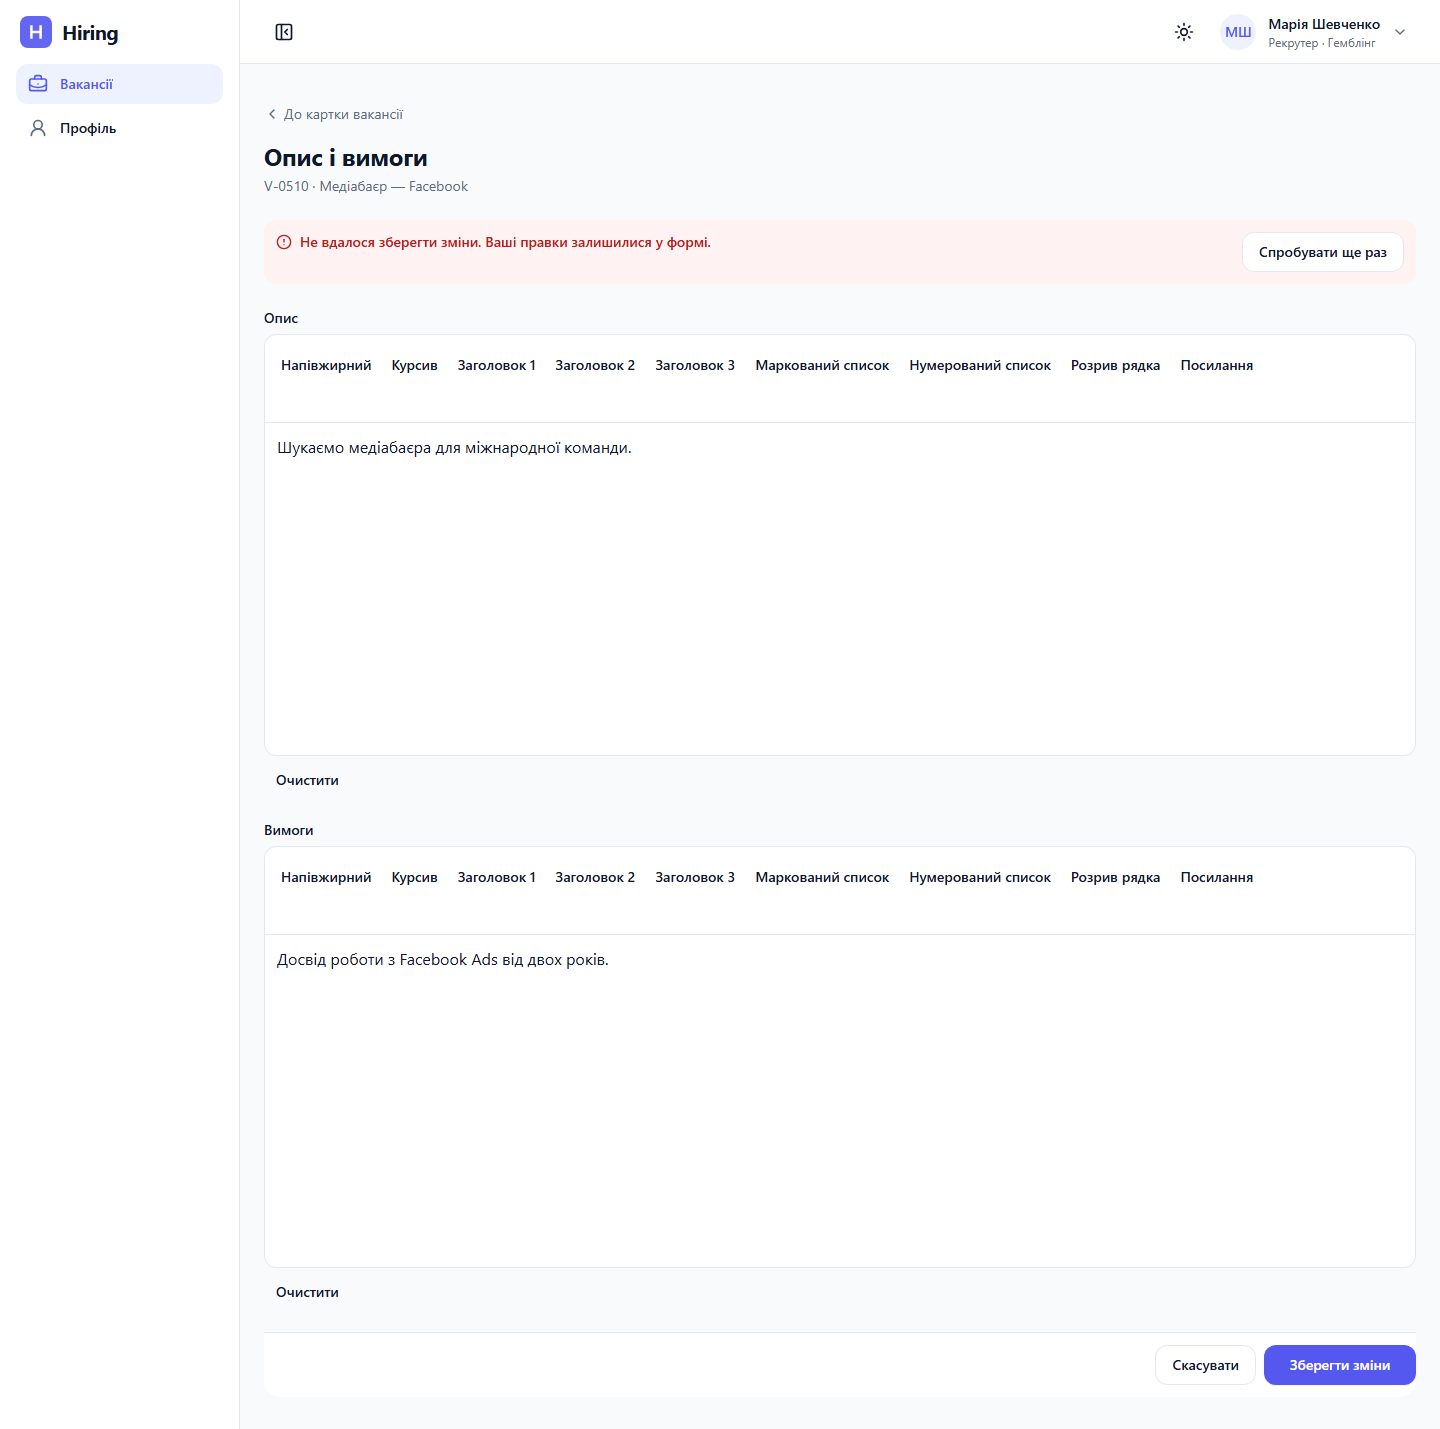 H Hiring
Вакансії
Профіль
МШ
Марія Шевченко
Рекрутер · Гемблінг
До картки вакансії
Опис і вимоги
V-0510 · Медіабаєр — Facebook
Не вдалося зберегти зміни. Ваші правки залишилися у формі.
Спробувати ще раз
Опис
Напівжирний Курсив Заголовок 1 Заголовок 2 Заголовок 3 Маркований список Нумерований список Розрив рядка Посилання
Шукаємо медіабаєра для міжнародної команди.
Очистити
Вимоги
Напівжирний Курсив Заголовок 1 Заголовок 2 Заголовок 3 Маркований список Нумерований список Розрив рядка Посилання
Досвід роботи з Facebook Ads від двох років.
Очистити
Скасувати Зберегти зміни